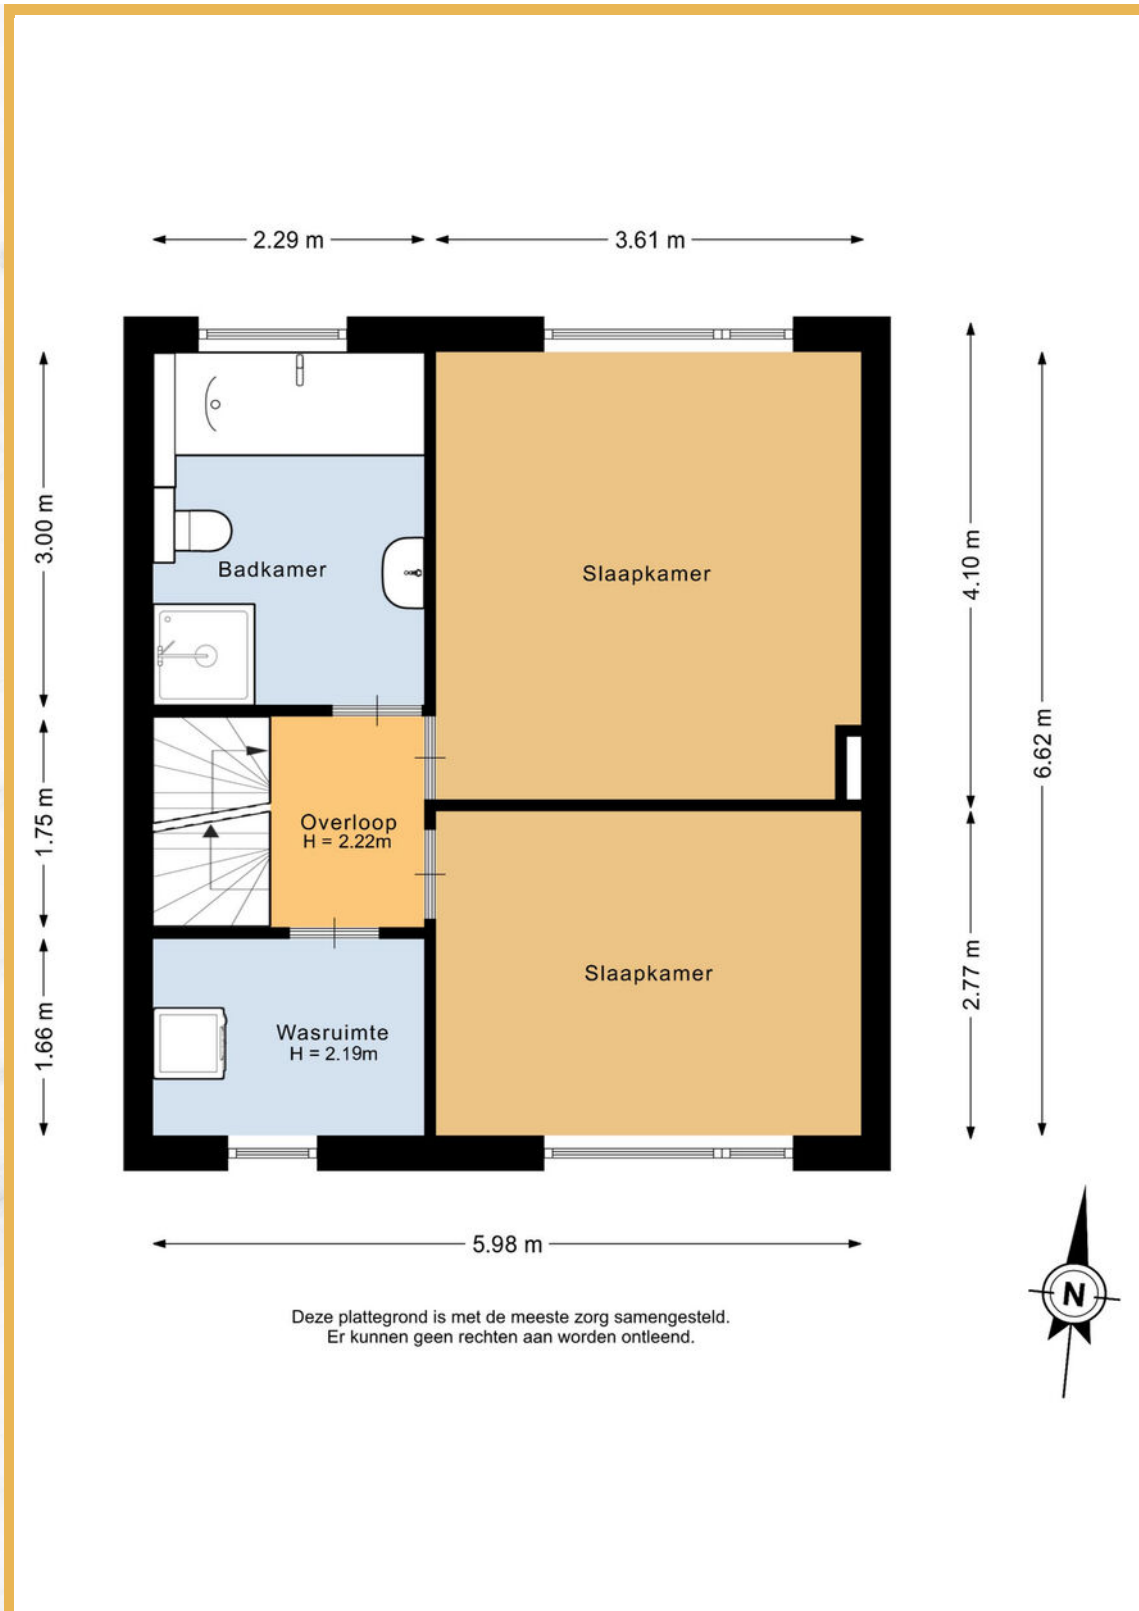 2.29 m
3.61 m
3.00 m
Badkamer
Slaapkamer
4.10 m
6.62 m
1.75 m
Overloop
H = 2.22m
Slaapkamer
2.77 m
1.66 m
Wasruimte
H = 2.19m
5.98 m
N
Deze plattegrond is met de meeste zorg samengesteld.
Er kunnen geen rechten aan worden ontleend.